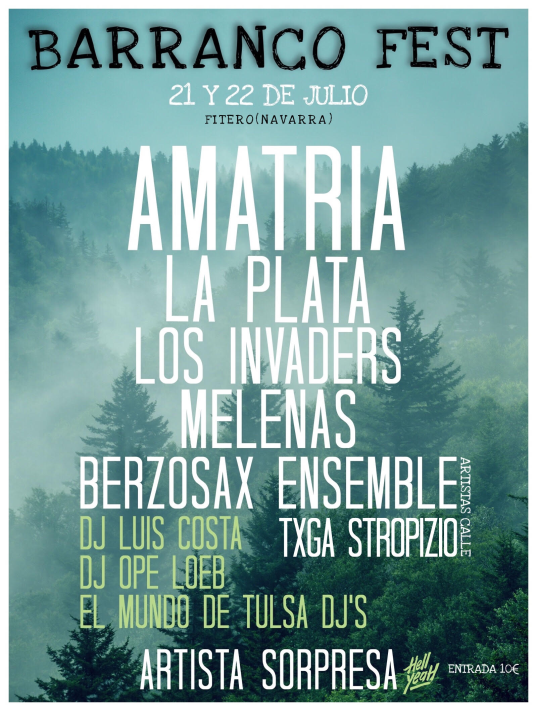 BARRANCO FEST
21 Y 22 DE JULIO
FITERO(NAVARRA)
AMATRIA
LA PLATA
LOS INVADERS
MELENAS
BERZOSAX ENSEMBLE
ARTISTAS CALLE
DJ LUIS COSTA
TXGA STROPIZIO
DJ OPE LOEB
EL MUNDO DE TULSA DJ'S
ARTISTA SORPRESA
Hell Yeah
ENTRADA 10€